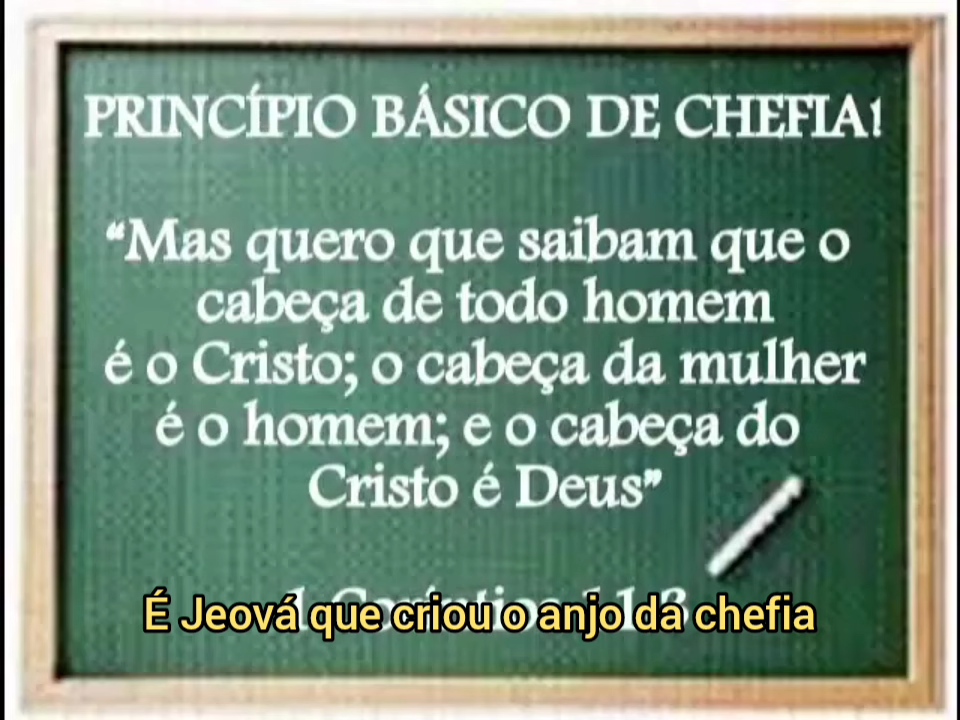 PRINCÍPIO BÁSICO DE CHEFIA!
“Mas quero que saibam que o
cabeça de todo homem
é o Cristo; o cabeça da mulher
é o homem; e o cabeça do
Cristo é Deus”
É Jeová que criou o anjo da chefia